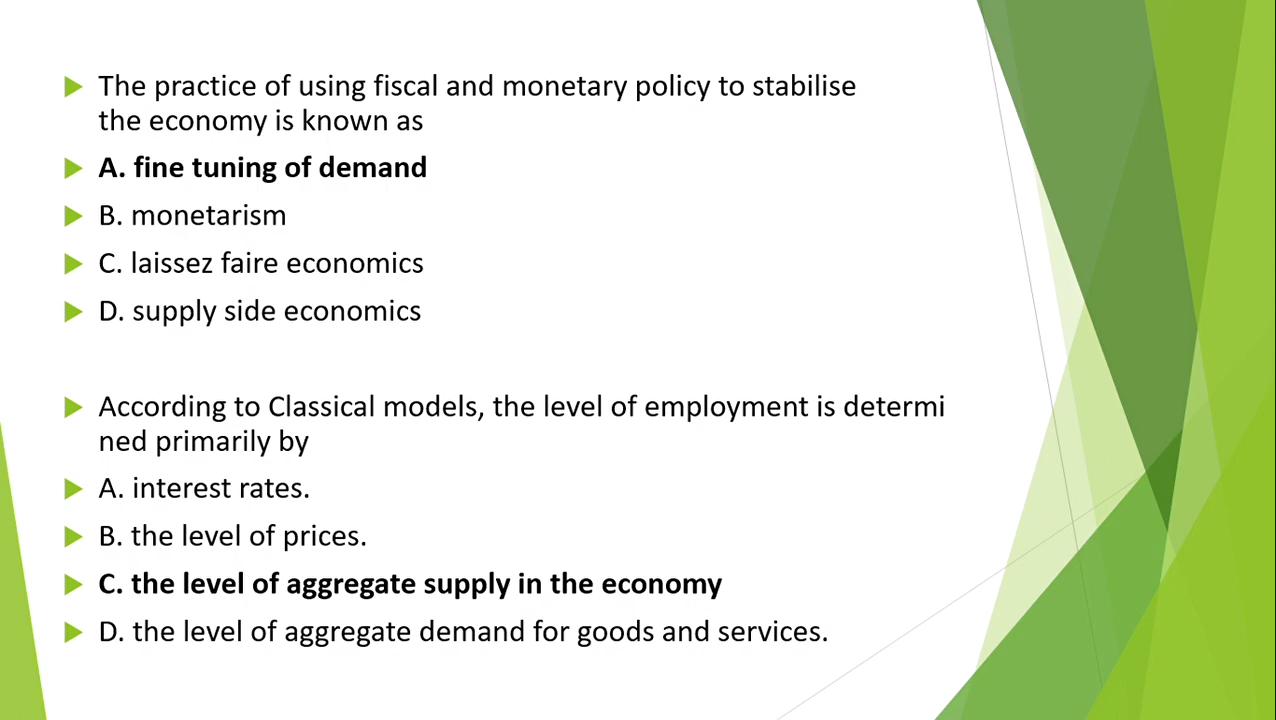 The practice of using fiscal and monetary policy to stabilise
the economy is known as
A. fine tuning of demand
B. monetarism
C. laissez faire economics
D. supply side economics
According to Classical models, the level of employment is determi
ned primarily by
A. interest rates.
B. the level of prices.
C. the level of aggregate supply in the economy
D. the level of aggregate demand for goods and services.